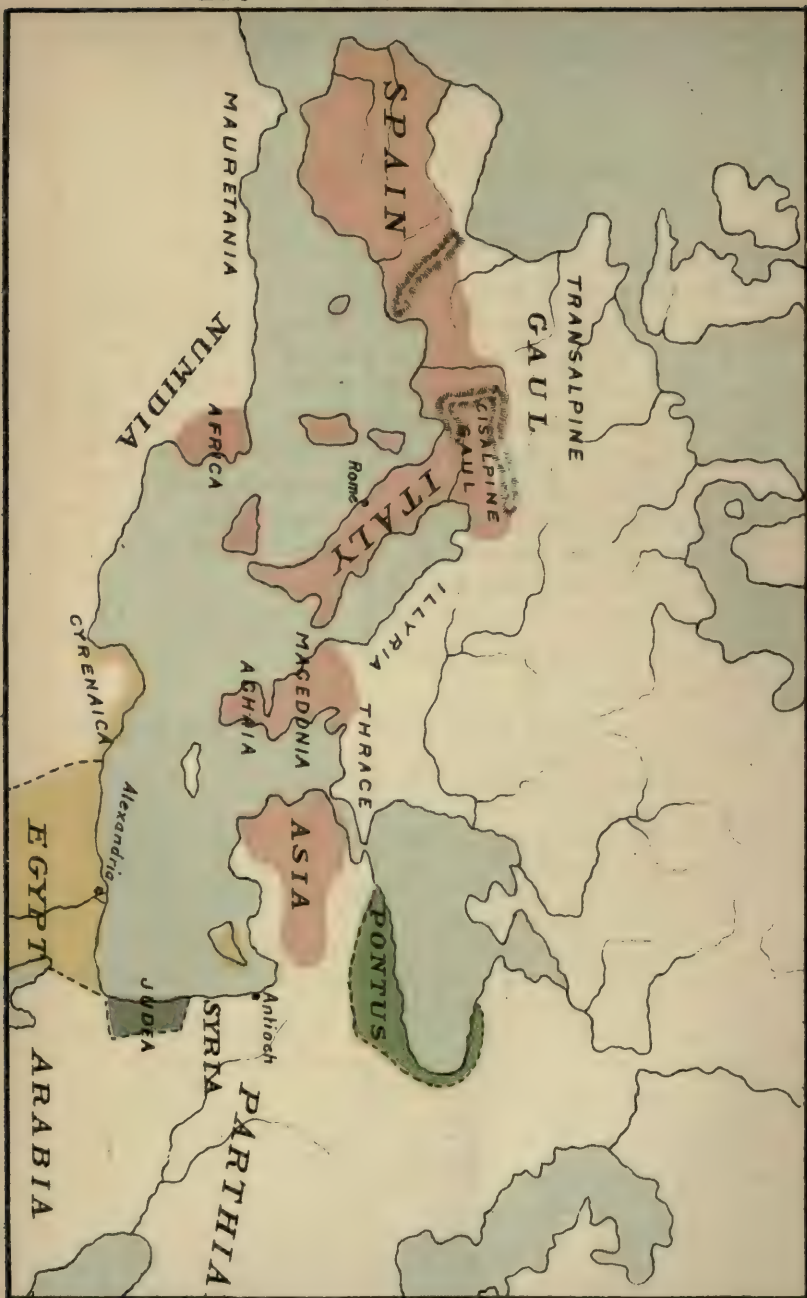 TRANSALPINE
GAUL
CISALPINE
GAUL
SPAIN
ITALY
Rome
ILLYRIA
THRACE
MACEDONIA
ACHAIA
ASIA
PONTUS
MAURETANIA
NUMIDIA
AFRICA
CYRENAICA
Alexandria
EGYPT
JUDEA
SYRIA
Antioch
PARTHIA
ARABIA